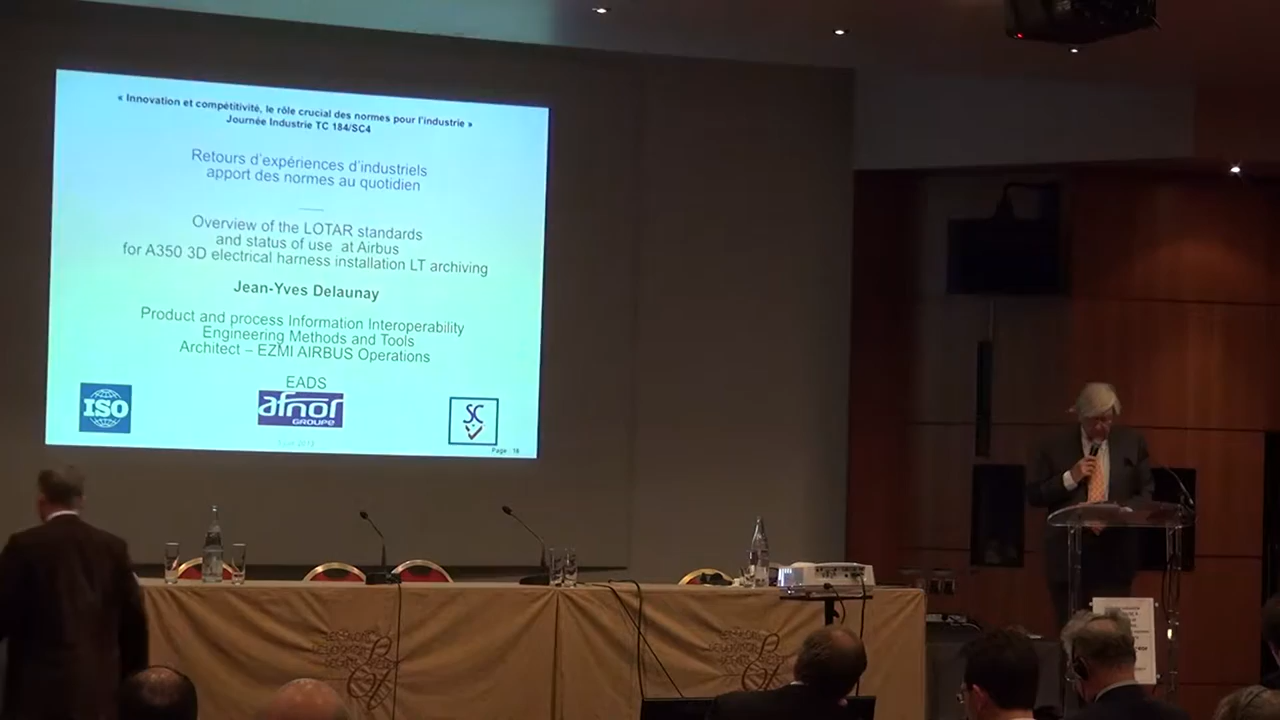 « Innovation et compétitivité, le rôle crucial des normes pour l'industrie »
Journée Industrie TC 184/SC4
Retours d'expériences d'industriels
apport des normes au quotidien
Overview of the LOTAR standards
and status of use at Airbus
for A350 3D electrical harness installation LT archiving
Jean-Yves Delaunay
Product and process Information Interoperability
Engineering Methods and Tools
Architect – EZMI AIRBUS Operations
EADS
ISO
afnor
GROUPE
SC
Page 18